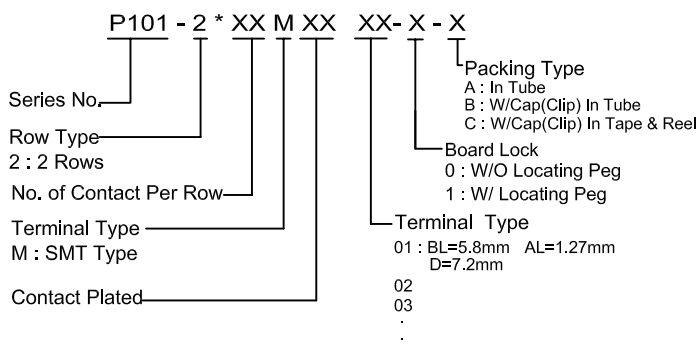 P101 - 2 * XX M XX XX - X - X
Packing Type
A : In Tube
B : W/Cap(Clip) In Tube
C : W/Cap(Clip) In Tape & Reel
Series No.
Row Type
2 : 2 Rows
Board Lock
0 : W/O Locating Peg
1 : W/ Locating Peg
No. of Contact Per Row
Terminal Type
M : SMT Type
Terminal Type
01 : BL=5.8mm AL=1.27mm
D=7.2mm
02
03
.
.
Contact Plated